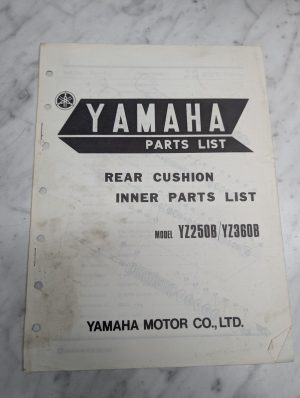 YAMAHA
PARTS LIST
REAR CUSHION
INNER PARTS LIST
MODEL YZ250B/YZ360B
YAMAHA MOTOR CO., LTD.